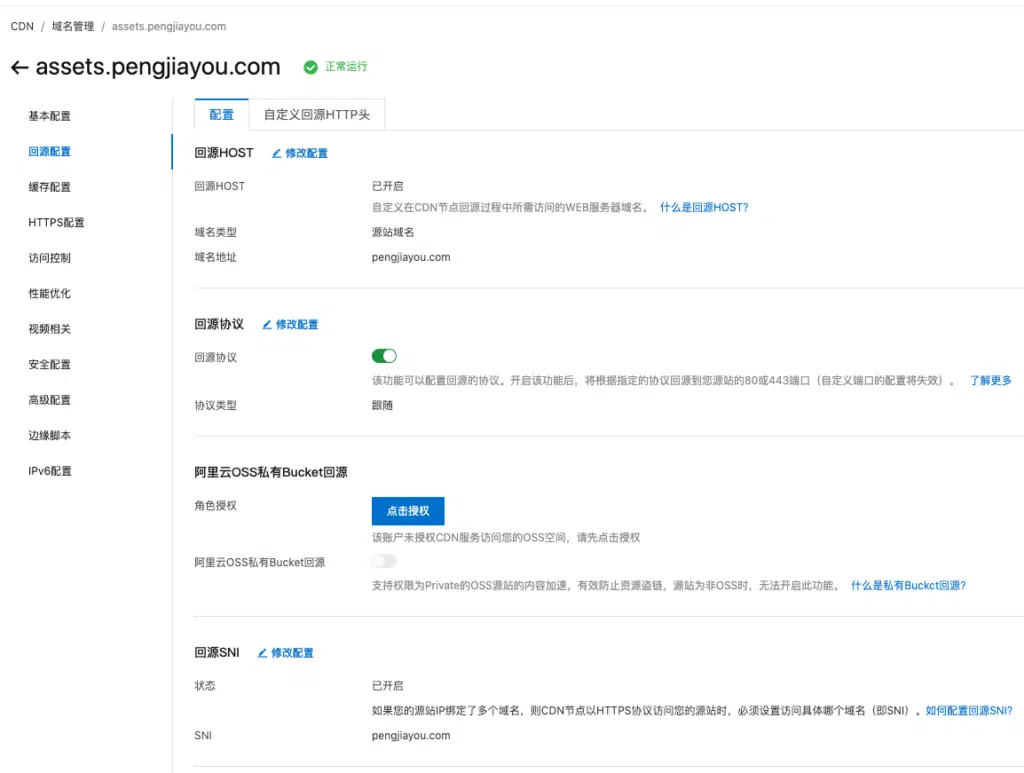 CDN / 域名管理 / assets.pengjiayou.com
← assets.pengjiayou.com 正常运行
基本配置
回源配置
缓存配置
HTTPS配置
访问控制
性能优化
视频相关
安全配置
高级配置
边缘脚本
IPv6配置
配置 自定义回源HTTP头
回源HOST 修改配置
回源HOST 已开启
自定义在CDN节点回源过程中所需访问的WEB服务器域名。 什么是回源HOST?
域名类型 源站域名
域名地址 pengjiayou.com
回源协议 修改配置
回源协议
该功能可以配置回源的协议。开启该功能后，将根据指定的协议回源到您源站的80或443端口（自定义端口的配置将失效）。 了解更多
协议类型 跟随
阿里云OSS私有Bucket回源
角色授权 点击授权
该账户未授权CDN服务访问您的OSS空间，请先点击授权
阿里云OSS私有Bucket回源
支持权限为Private的OSS源站的内容加速，有效防止资源盗链，源站为非OSS时，无法开启此功能。 什么是私有Buckct回源?
回源SNI 修改配置
状态 已开启
如果您的源站IP绑定了多个域名，则CDN节点以HTTPS协议访问您的源站时，必须设置访问具体哪个域名（即SNI）。如何配置回源SNI?
SNI pengjiayou.com